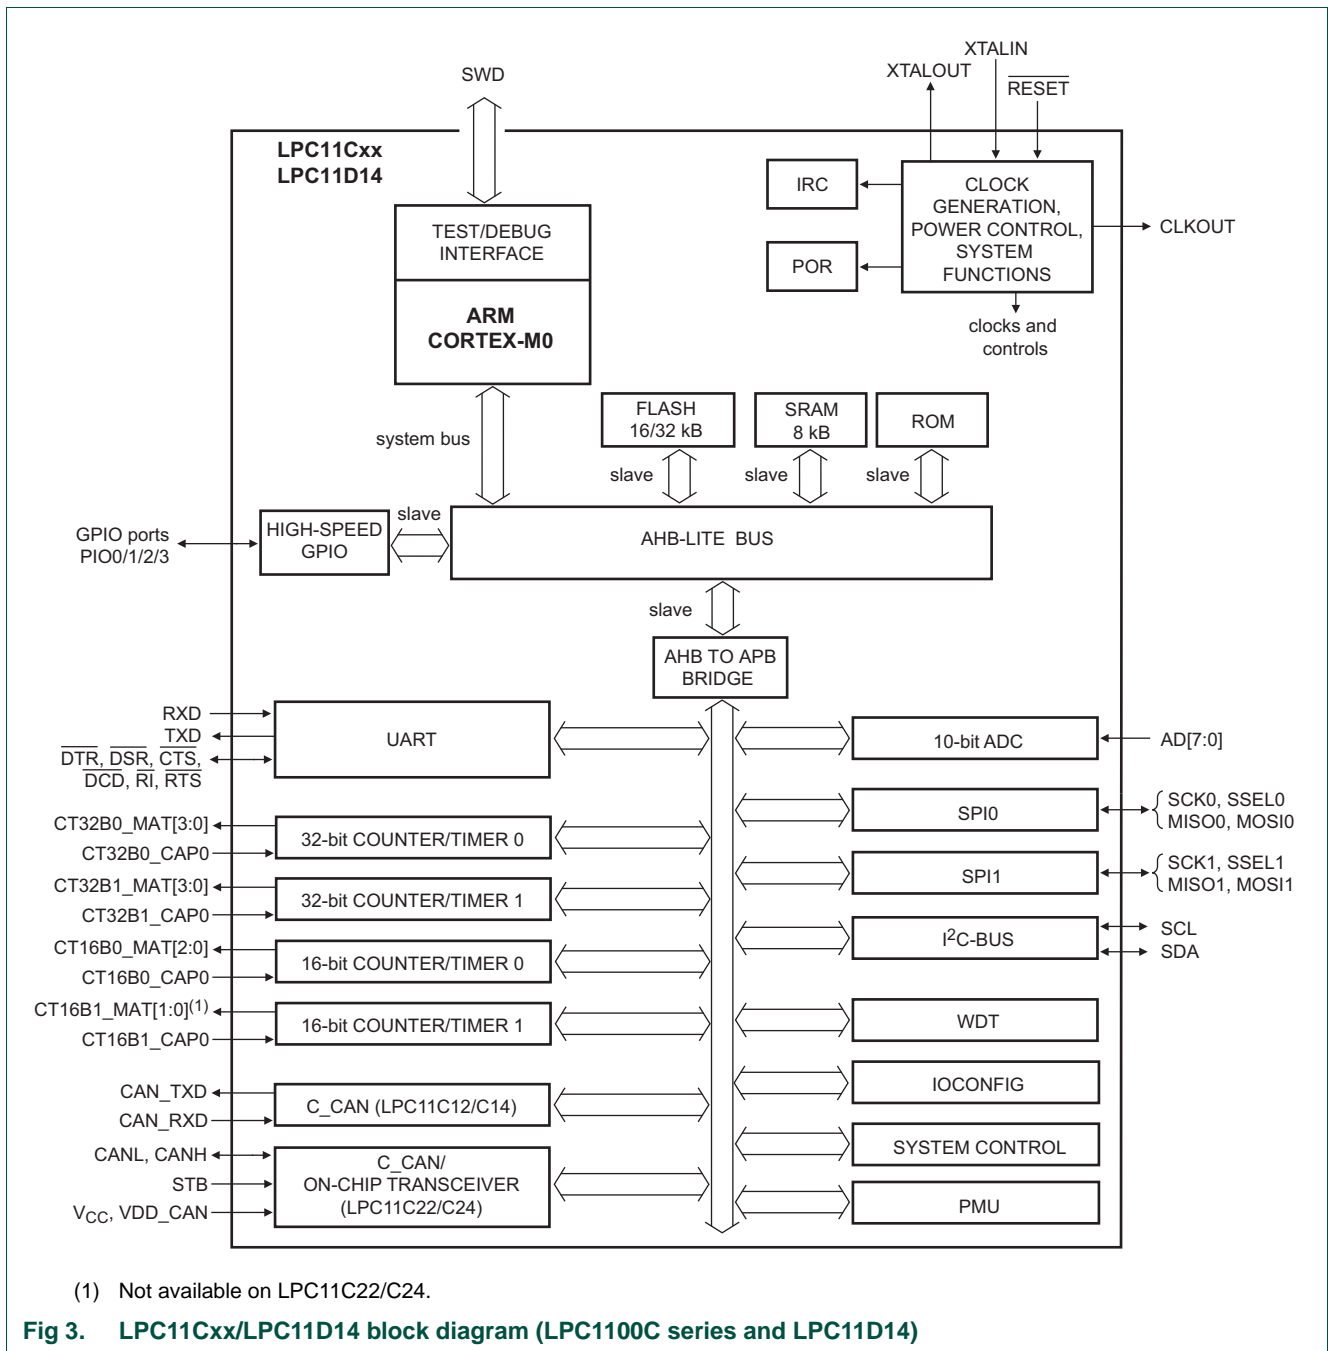 XTALIN
XTALOUT
SWD
RESET
LPC11Cxx
LPC11D14
IRC
CLOCK
GENERATION,
POWER CONTROL,
SYSTEM
FUNCTIONS
CLKOUT
POR
TEST/DEBUG
INTERFACE
ARM
CORTEX-M0
clocks and
controls
FLASH
16/32 kB
SRAM
8 kB
ROM
system bus
slave
slave
slave
slave
GPIO ports
PIO0/1/2/3
HIGH-SPEED
GPIO
AHB-LITE BUS
slave
AHB TO APB
BRIDGE
RXD
TXD
DTR, DSR, CTS,
DCD, RI, RTS
UART
10-bit ADC
AD[7:0]
CT32B0_MAT[3:0]
CT32B0_CAP0
32-bit COUNTER/TIMER 0
SPI0
SCK0, SSEL0
MISO0, MOSI0
CT32B1_MAT[3:0]
CT32B1_CAP0
32-bit COUNTER/TIMER 1
SPI1
SCK1, SSEL1
MISO1, MOSI1
CT16B0_MAT[2:0]
CT16B0_CAP0
16-bit COUNTER/TIMER 0
I2C-BUS
SCL
SDA
CT16B1_MAT[1:0](1)
CT16B1_CAP0
16-bit COUNTER/TIMER 1
WDT
IOCONFIG
CAN_TXD
CAN_RXD
C_CAN (LPC11C12/C14)
SYSTEM CONTROL
CANL, CANH
STB
VCC, VDD_CAN
C_CAN/
ON-CHIP TRANSCEIVER
(LPC11C22/C24)
PMU
(1) Not available on LPC11C22/C24.
Fig 3. LPC11Cxx/LPC11D14 block diagram (LPC1100C series and LPC11D14)